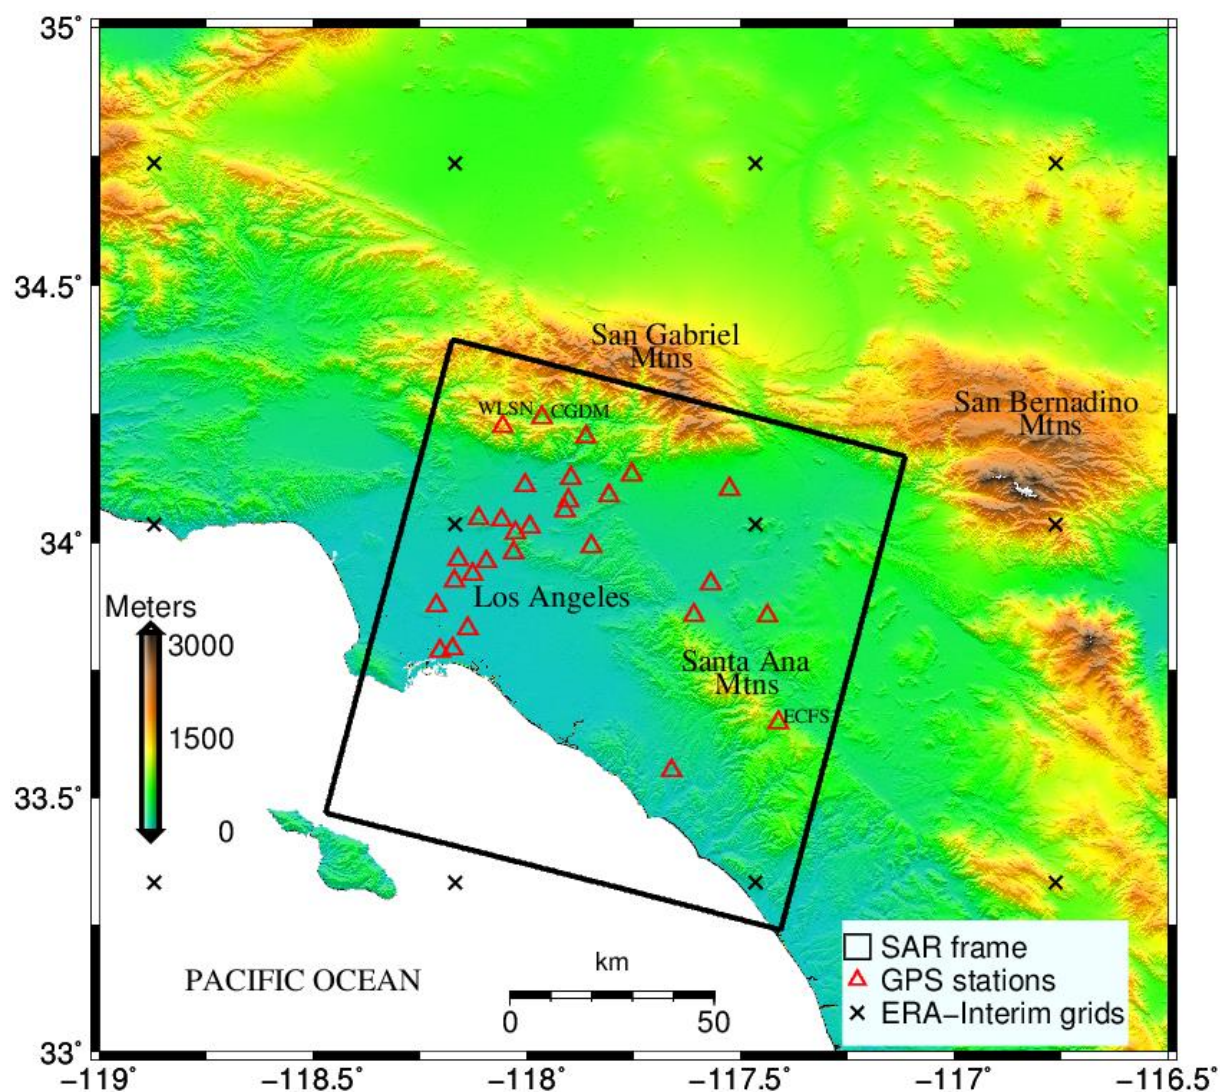 35˚
34.5˚
San Gabriel
Mtns
WLSN
CGDM
San Bernadino
Mtns
34˚
Los Angeles
Meters
3000
1500
0
Santa Ana
Mtns
ECFS
33.5˚
PACIFIC OCEAN
km
0
50
SAR frame
GPS stations
ERA−Interim grids
33˚
−119˚
−118.5˚
−118˚
−117.5˚
−117˚
−116.5˚